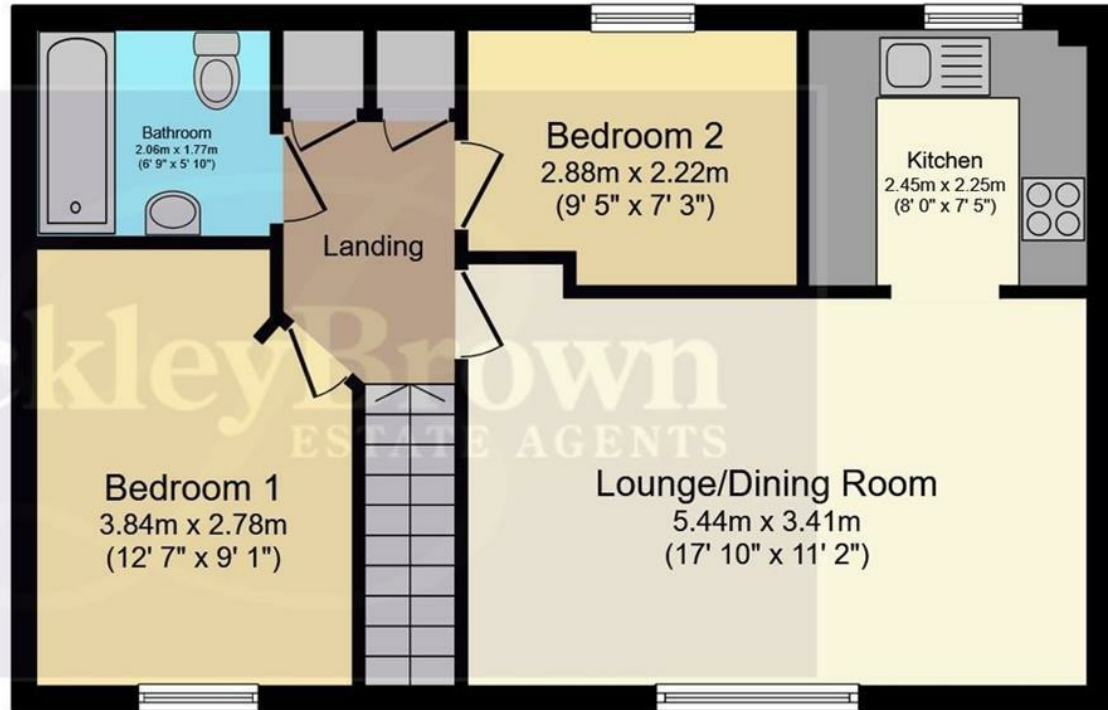 Bathroom
2.06m x 1.77m
(6' 9" x 5' 10")
Bedroom 2
2.88m x 2.22m
(9' 5" x 7' 3")
Kitchen
2.45m x 2.25m
(8' 0" x 7' 5")
Landing
ckleyBrown
ESTATE AGENTS
Bedroom 1
3.84m x 2.78m
(12' 7" x 9' 1")
Lounge/Dining Room
5.44m x 3.41m
(17' 10" x 11' 2")